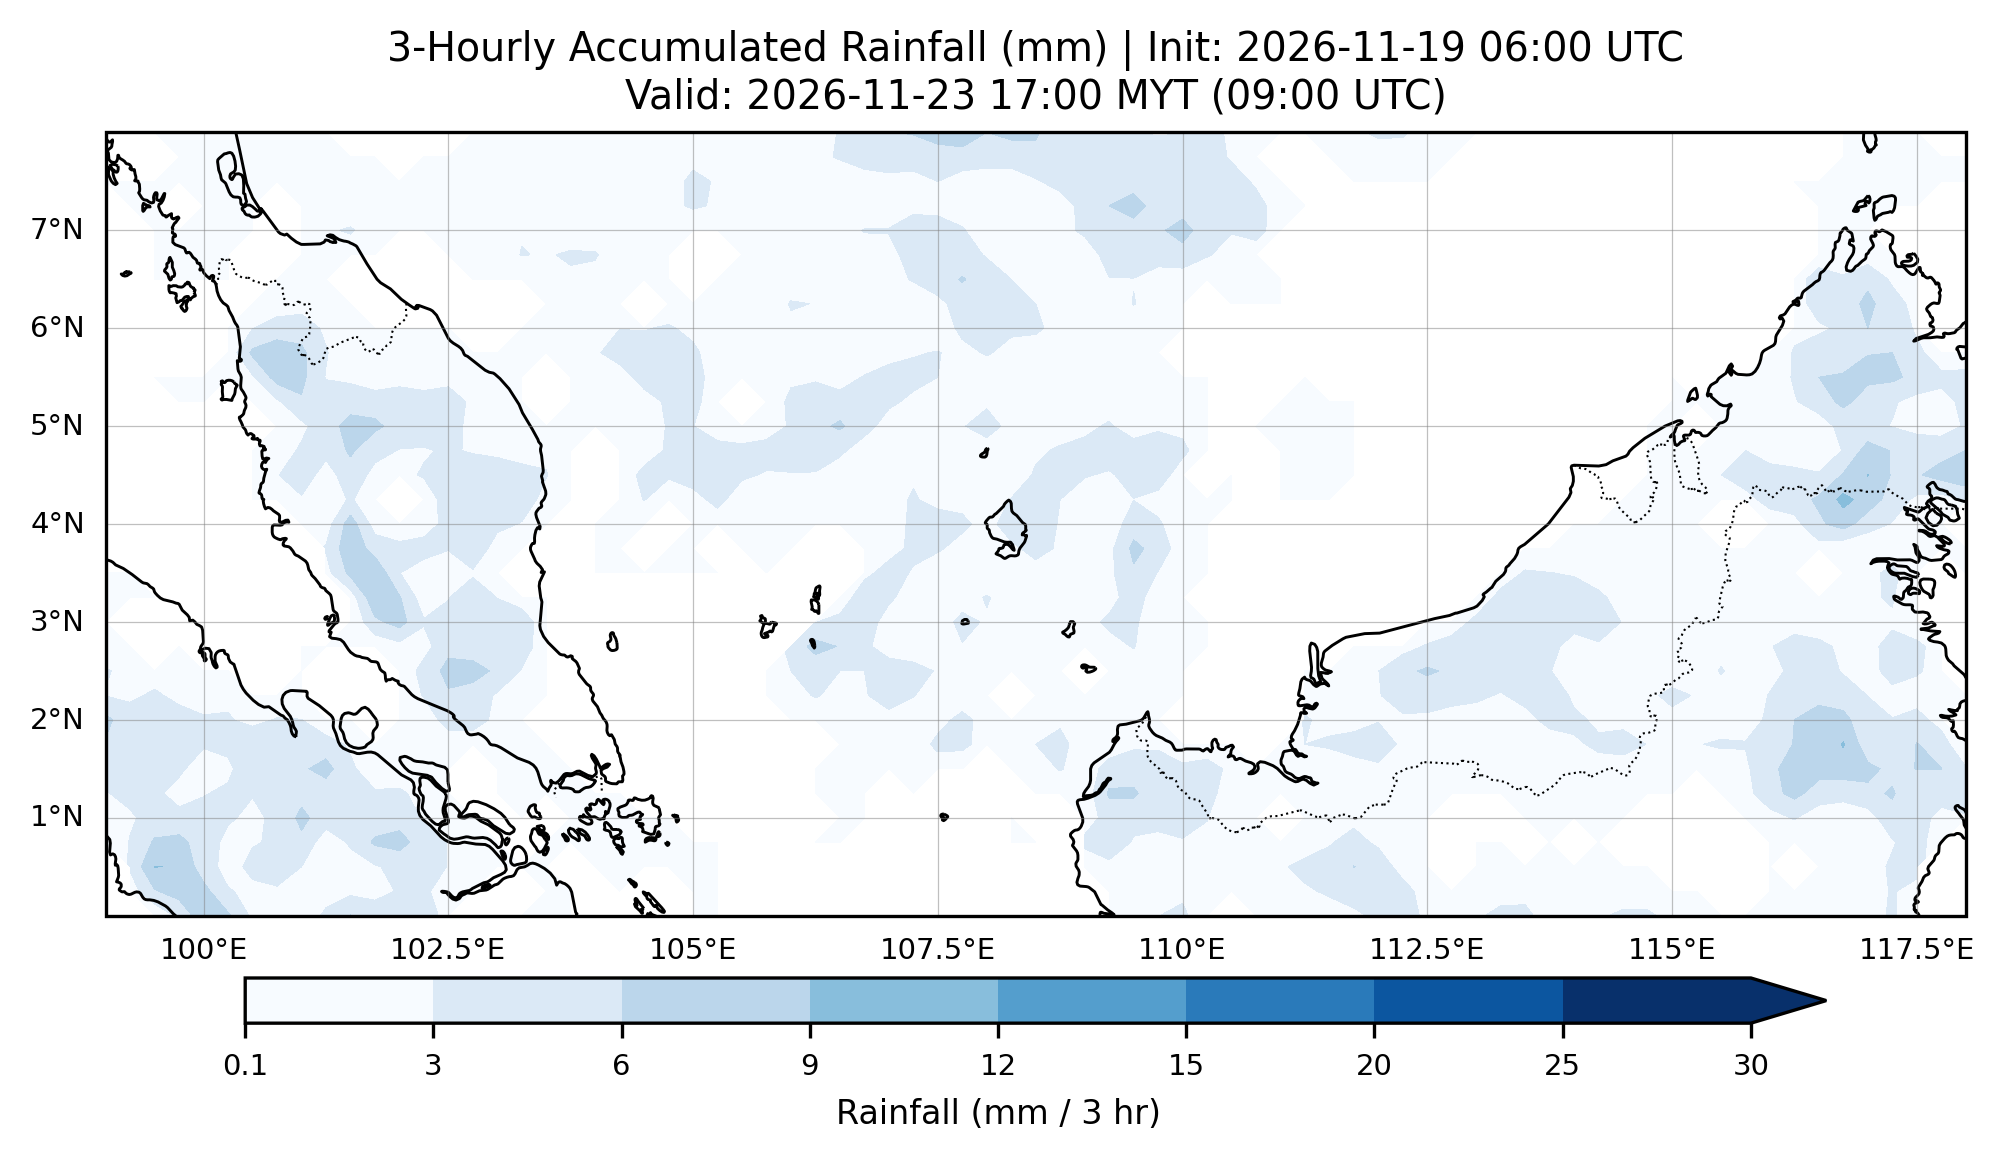 3-Hourly Accumulated Rainfall (mm) | Init: 2026-11-19 06:00 UTC
Valid: 2026-11-23 17:00 MYT (09:00 UTC)
7°N
6°N
5°N
4°N
3°N
2°N
1°N
100°E 102.5°E 105°E 107.5°E 110°E 112.5°E 115°E 117.5°E
0.1 3 6 9 12 15 20 25 30
Rainfall (mm / 3 hr)